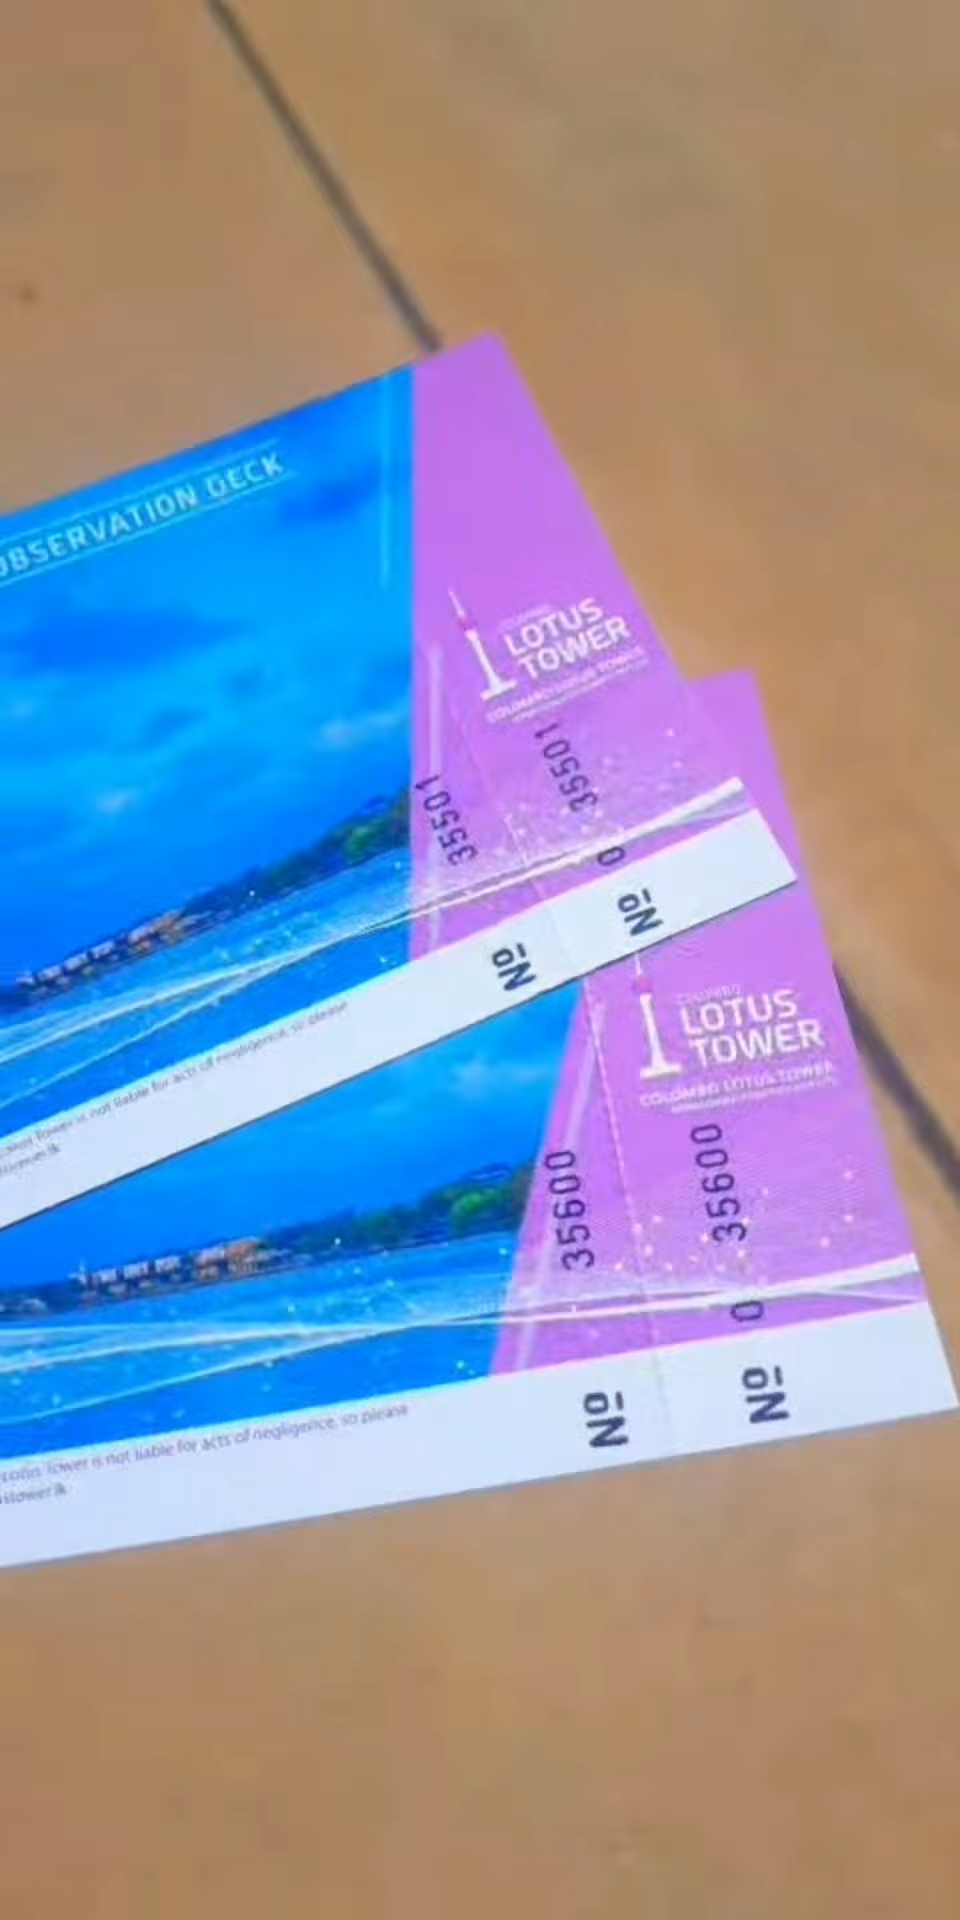 OBSERVATION DECK
COLOMBO
LOTUS
TOWER
COLOMBO LOTUS TOWER
35501
0 35501
Nº
Nº
Tower is not liable for acts of negligence, so please
COLOMBO
LOTUS
TOWER
COLOMBO LOTUS TOWER
35600
0 35600
Nº
Nº
Lotus Tower is not liable for acts of negligence, so please